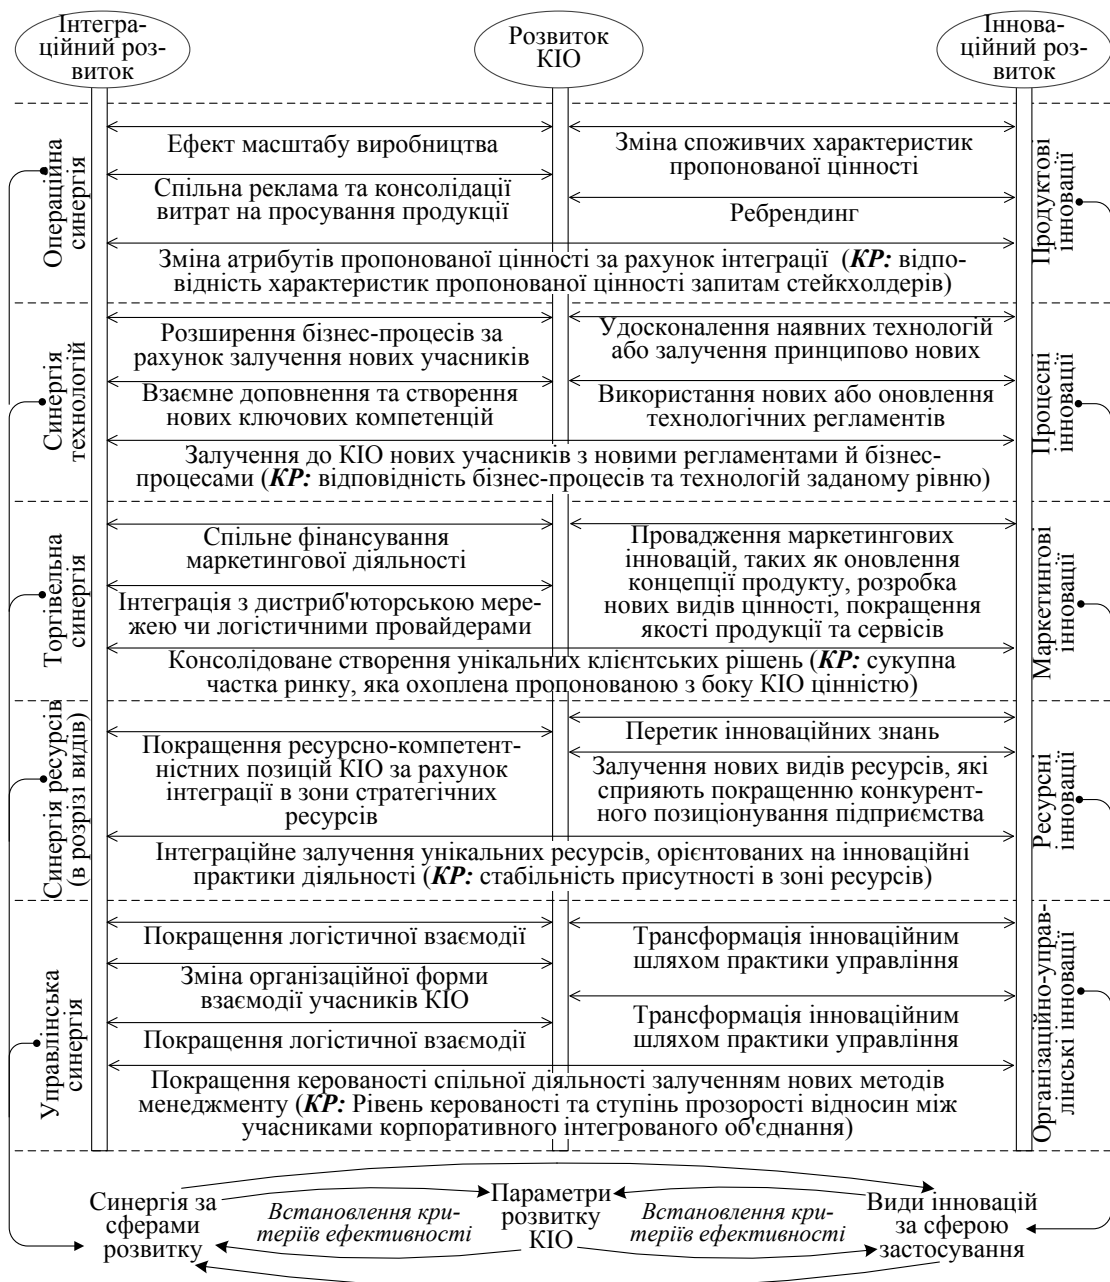 Інтегра-
ційний роз-
виток
Розвиток
КІО
Іннова-
ційний роз-
виток
Операційна
синергія
Ефект масштабу виробництва
Зміна споживчих характеристик
пропонованої цінності
Спільна реклама та консолідації
витрат на просування продукції
Ребрендинг
Зміна атрибутів пропонованої цінності за рахунок інтеграції (КР: відпо-
відність характеристик пропонованої цінності запитам стейкхолдерів)
Продуктові
інновації
Синергія
технологій
Розширення бізнес-процесів за
рахунок залучення нових учасників
Удосконалення наявних технологій
або залучення принципово нових
Взаємне доповнення та створення
нових ключових компетенцій
Використання нових або оновлення
технологічних регламентів
Залучення до КІО нових учасників з новими регламентами й бізнес-
процесами (КР: відповідність бізнес-процесів та технологій заданому рівню)
Процесні
інновації
Торгівельна
синергія
Спільне фінансування
маркетингової діяльності
Провадження маркетингових
інновацій, таких як оновлення
концепції продукту, розробка
нових видів цінності, покращення
якості продукції та сервісів
Інтеграція з дистриб'юторською мере-
жею чи логістичними провайдерами
Консолідоване створення унікальних клієнтських рішень (КР: сукупна
частка ринку, яка охоплена пропонованою з боку КІО цінністю)
Маркетингові
інновації
Синергія ресурсів
(в розрізі видів)
Перетик інноваційних знань
Покращення ресурсно-компетент-
ністних позицій КІО за рахунок
інтеграції в зони стратегічних
ресурсів
Залучення нових видів ресурсів, які
сприяють покращенню конкурент-
ного позиціонування підприємства
Інтеграційне залучення унікальних ресурсів, орієнтованих на інноваційні
практики діяльності (КР: стабільність присутності в зоні ресурсів)
Ресурсні
інновації
Управлінська
синергія
Покращення логістичної взаємодії
Трансформація інноваційним
шляхом практики управління
Зміна організаційної форми
взаємодії учасників КІО
Покращення логістичної взаємодії
Трансформація інноваційним
шляхом практики управління
Покращення керованості спільної діяльності залученням нових методів
менеджменту (КР: Рівень керованості та ступінь прозорості відносин між
учасниками корпоративного інтегрованого об'єднання)
Організаційно-управ-
лінські інновації
Синергія за
сферами
розвитку
Встановлення кри-
теріїв ефективності
Параметри
розвитку
КІО
Встановлення кри-
теріїв ефективності
Види інновацій
за сферою
застосування